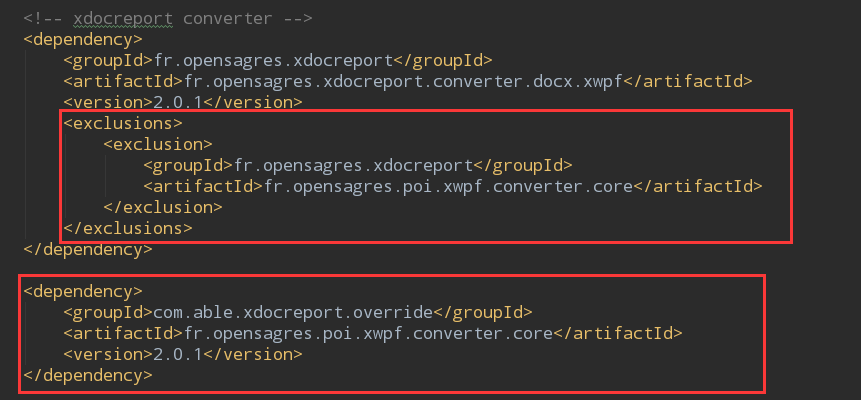 <!-- xdocreport converter -->
<dependency>
<groupId>fr.opensagres.xdocreport</groupId>
<artifactId>fr.opensagres.xdocreport.converter.docx.xwpf</artifactId>
<version>2.0.1</version>
<exclusions>
<exclusion>
<groupId>fr.opensagres.xdocreport</groupId>
<artifactId>fr.opensagres.poi.xwpf.converter.core</artifactId>
</exclusion>
</exclusions>
</dependency>
<dependency>
<groupId>com.able.xdocreport.override</groupId>
<artifactId>fr.opensagres.poi.xwpf.converter.core</artifactId>
<version>2.0.1</version>
</dependency>